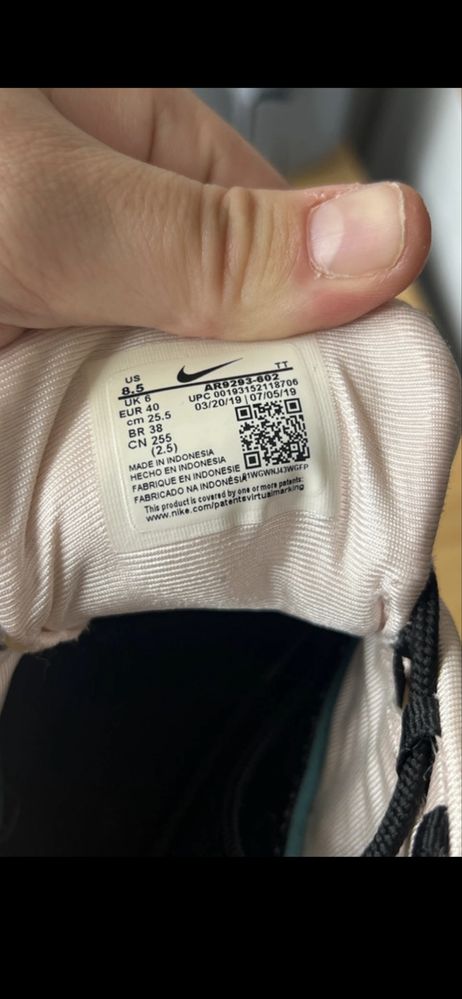 US
8.5
UK 6
EUR 40
cm 25.5
BR 38
CN 255
(2.5)
TT
AR9293-602
UPC 00193152118706
03/20/19 | 07/05/19
MADE IN INDONESIA
HECHO EN INDONESIA
FABRIQUE EN INDONESIE
FABRICADO NA INDONÉSIA
This product is covered by one or more patents:
www.nike.com/patentsvirtualmarking